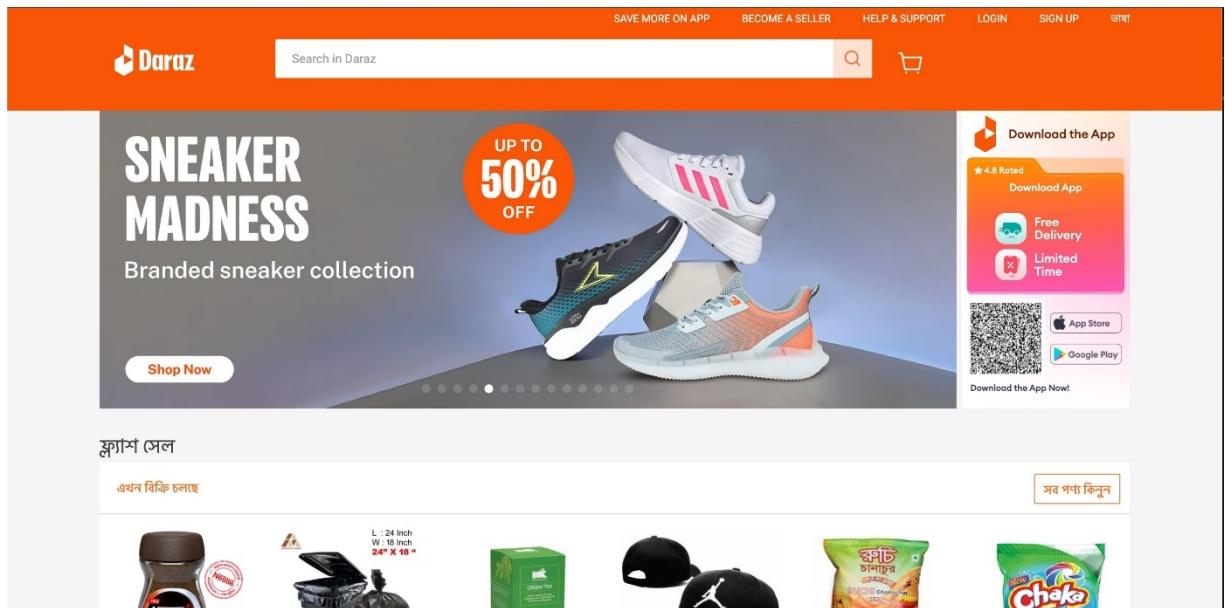 SAVE MORE ON APP BECOME A SELLER HELP & SUPPORT LOGIN SIGN UP ভাষা
Daraz
Search in Daraz
SNEAKER
MADNESS
Branded sneaker collection
Shop Now
UP TO
50%
OFF
Download the App
4.8 Rated
Download App
Free
Delivery
Limited
Time
App Store
Google Play
Download the App Now!
ফ্ল্যাশ সেল
এখন বিক্রি চলছে
সব পণ্য কিনুন
L : 24 Inch
W : 18 Inch
24" X 18 "
GREEN TEA
রুচি
চানাচুর
NEW
Chaka